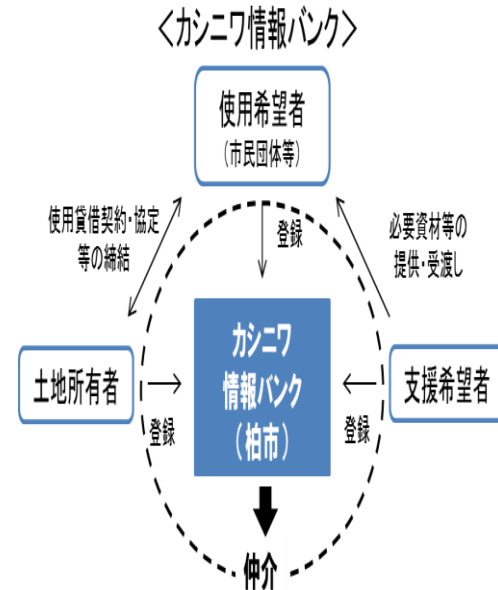 ＜カシニワ情報バンク＞
使用希望者
（市民団体等）
使用貸借契約・協定
等の締結
登録
必要資材等の
提供・受渡し
土地所有者
登録
カシニワ
情報バンク
（柏市）
登録
支援希望者
仲介